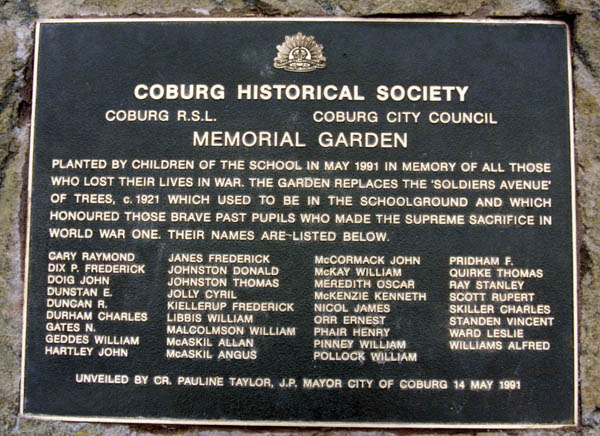 COBURG HISTORICAL SOCIETY
COBURG R.S.L. COBURG CITY COUNCIL
MEMORIAL GARDEN
PLANTED BY CHILDREN OF THE SCHOOL IN MAY 1991 IN MEMORY OF ALL THOSE
WHO LOST THEIR LIVES IN WAR. THE GARDEN REPLACES THE 'SOLDIERS AVENUE'
OF TREES, c. 1921 WHICH USED TO BE IN THE SCHOOLGROUND AND WHICH
HONOURED THOSE BRAVE PAST PUPILS WHO MADE THE SUPREME SACRIFICE IN
WORLD WAR ONE. THEIR NAMES ARE LISTED BELOW.
CARY RAYMOND
DIX P. FREDERICK
DOIG JOHN
DUNSTAN E.
DUNCAN R.
DURHAM CHARLES
GATES N.
GEDDES WILLIAM
HARTLEY JOHN
JANES FREDERICK
JOHNSTON DONALD
JOHNSTON THOMAS
JOLLY CYRIL
KIELLERUP FREDERICK
LIBBIS WILLIAM
MALCOLMSON WILLIAM
McASKIL ALLAN
McASKIL ANGUS
McCORMACK JOHN
McKAY WILLIAM
MEREDITH OSCAR
McKENZIE KENNETH
NICOL JAMES
ORR ERNEST
PHAIR HENRY
PINNEY WILLIAM
POLLOCK WILLIAM
PRIDHAM F.
QUIRKE THOMAS
RAY STANLEY
SCOTT RUPERT
SKILLER CHARLES
STANDEN VINCENT
WARD LESLIE
WILLIAMS ALFRED
UNVEILED BY CR. PAULINE TAYLOR, J.P. MAYOR CITY OF COBURG 14 MAY 1991